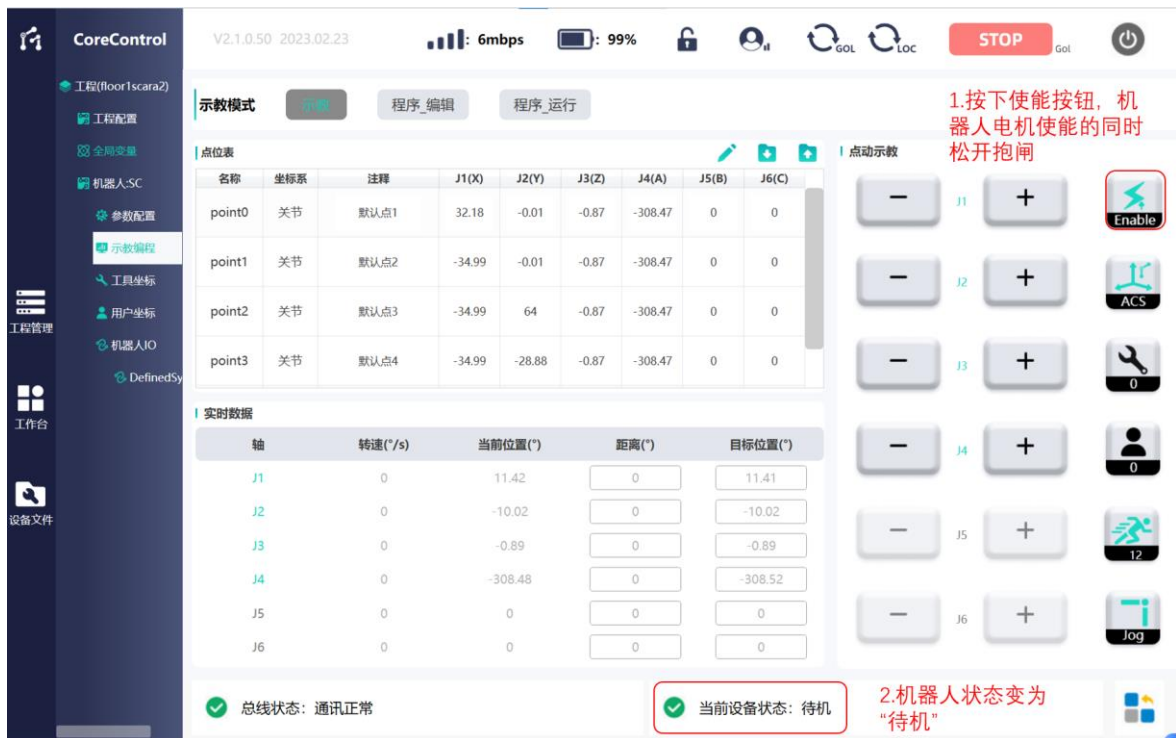 CoreControl
V2.1.0.50 2023.02.23
: 6mbps
: 99%
GOL
LOC
STOP
Gol
工程(floor1scara2)
工程配置
全局变量
机器人:SC
参数配置
示教编程
工具坐标
用户坐标
机器人IO
DefinedSy
工程管理
工作台
设备文件
示教模式
示教
程序_编辑
程序_运行
点位表
名称 坐标系 注释 J1(X) J2(Y) J3(Z) J4(A) J5(B) J6(C)
point0 关节 默认点1 32.18 -0.01 -0.87 -308.47 0 0
point1 关节 默认点2 -34.99 -0.01 -0.87 -308.47 0 0
point2 关节 默认点3 -34.99 64 -0.87 -308.47 0 0
point3 关节 默认点4 -34.99 -28.88 -0.87 -308.47 0 0
实时数据
轴 转速(°/s) 当前位置(°) 距离(°) 目标位置(°)
J1 0 11.42 0 11.41
J2 0 -10.02 0 -10.02
J3 0 -0.89 0 -0.89
J4 0 -308.48 0 -308.52
J5 0 0 0 0
J6 0 0 0 0
点动示教
1.按下使能按钮，机
器人电机使能的同时
松开抱闸
− J1 +
Enable
− J2 +
ACS
− J3 +
0
− J4 +
0
− J5 +
12
− J6 +
Jog
总线状态：通讯正常
当前设备状态：待机
2.机器人状态变为
“待机”